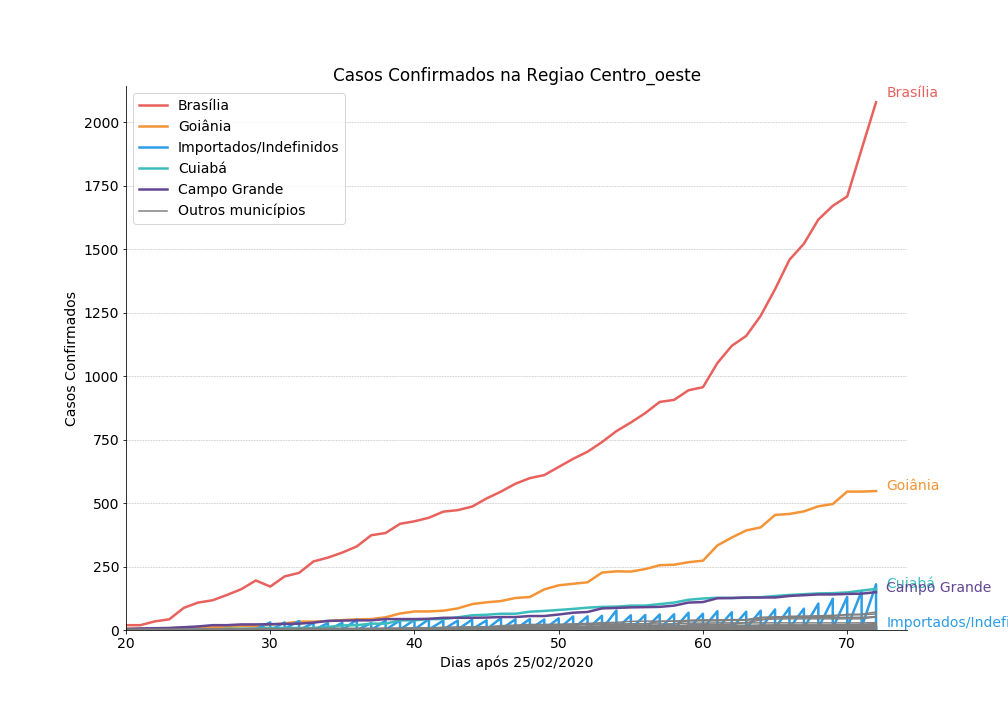 Casos Confirmados na Regiao Centro_oeste
Brasília
Goiânia
Importados/Indefinidos
Cuiabá
Campo Grande
Outros municípios
2000
1750
1500
1250
1000
750
500
250
0
Casos Confirmados
20
30
40
50
60
70
Dias após 25/02/2020
Brasília
Goiânia
Cuiabá
Campo Grande
Importados/Indefi